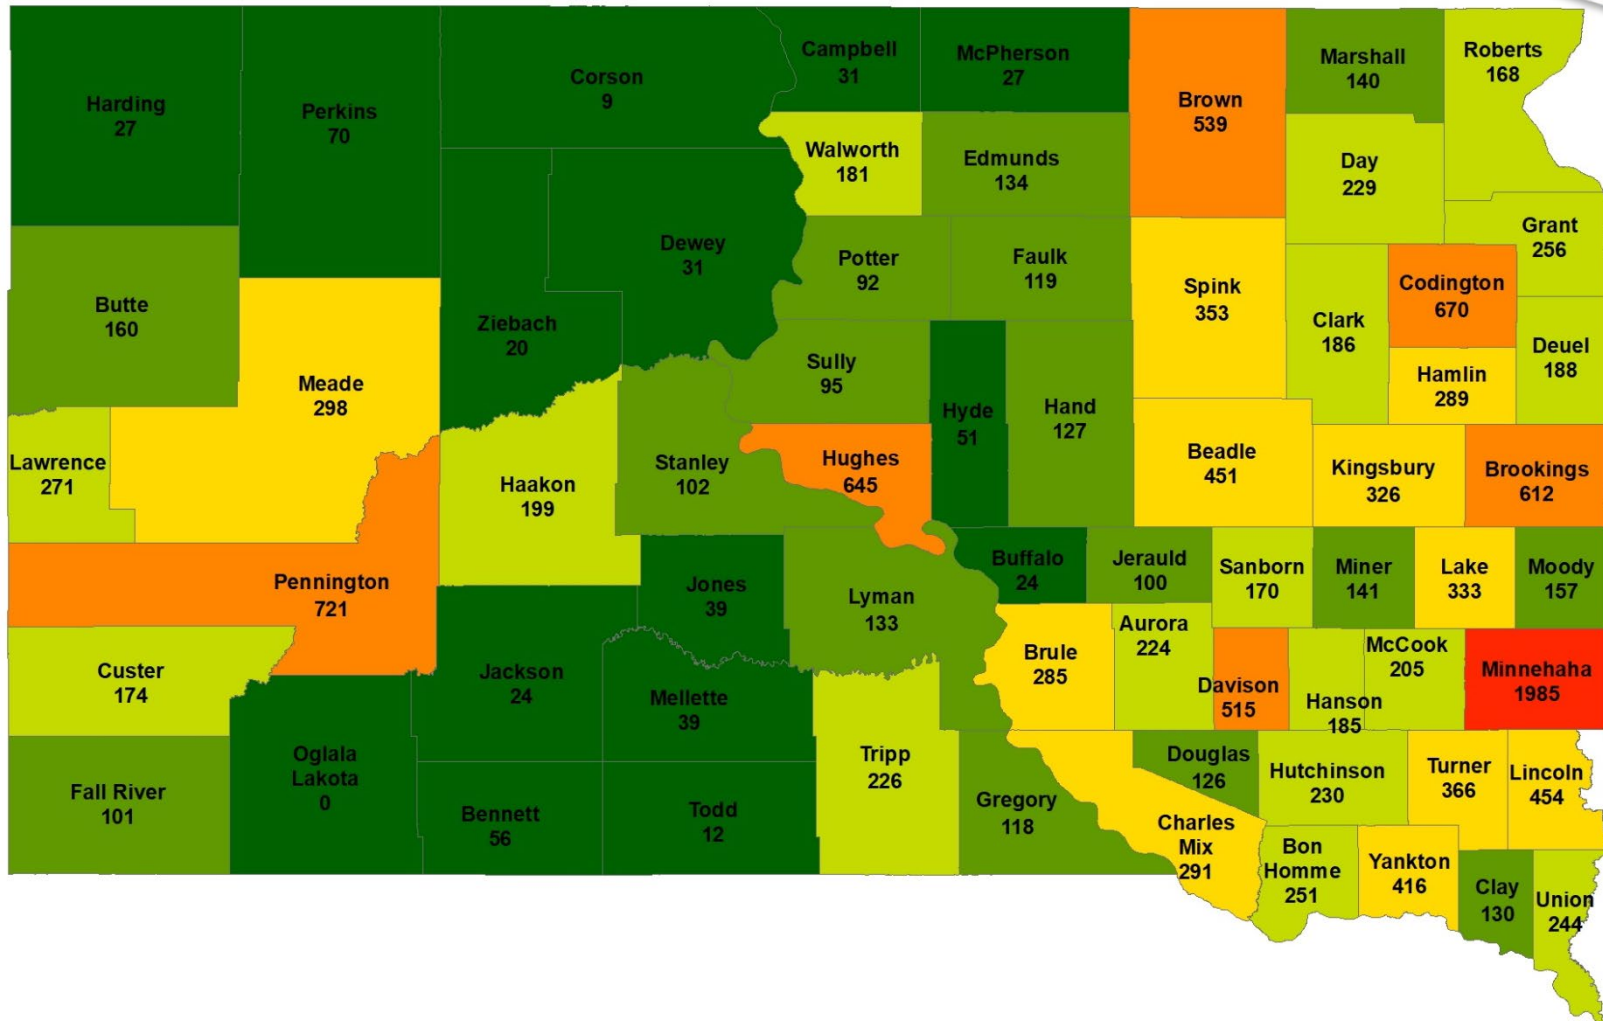 Harding
27
Perkins
70
Corson
9
Campbell
31
McPherson
27
Brown
539
Marshall
140
Roberts
168
Walworth
181
Edmunds
134
Day
229
Grant
256
Butte
160
Meade
298
Ziebach
20
Dewey
31
Potter
92
Faulk
119
Spink
353
Clark
186
Codington
670
Deuel
188
Hamlin
289
Sully
95
Hyde
51
Hand
127
Lawrence
271
Haakon
199
Stanley
102
Hughes
645
Beadle
451
Kingsbury
326
Brookings
612
Pennington
721
Jones
39
Lyman
133
Buffalo
24
Jerauld
100
Sanborn
170
Miner
141
Lake
333
Moody
157
Custer
174
Jackson
24
Mellette
39
Brule
285
Aurora
224
Davison
515
Hanson
185
McCook
205
Minnehaha
1985
Fall River
101
Oglala
Lakota
0
Bennett
56
Todd
12
Tripp
226
Gregory
118
Charles
Mix
291
Douglas
126
Hutchinson
230
Turner
366
Lincoln
454
Bon
Homme
251
Yankton
416
Clay
130
Union
244